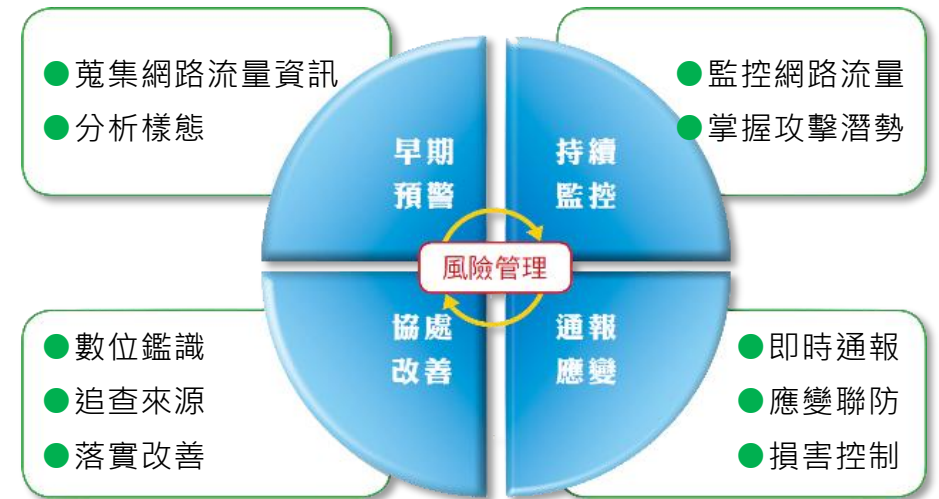 ●蒐集網路流量資訊
●分析樣態
早期
預警
●監控網路流量
●掌握攻擊潛勢
持續
監控
風險管理
●數位鑑識
●追查來源
●落實改善
協處
改善
通報
應變
●即時通報
●應變聯防
●損害控制